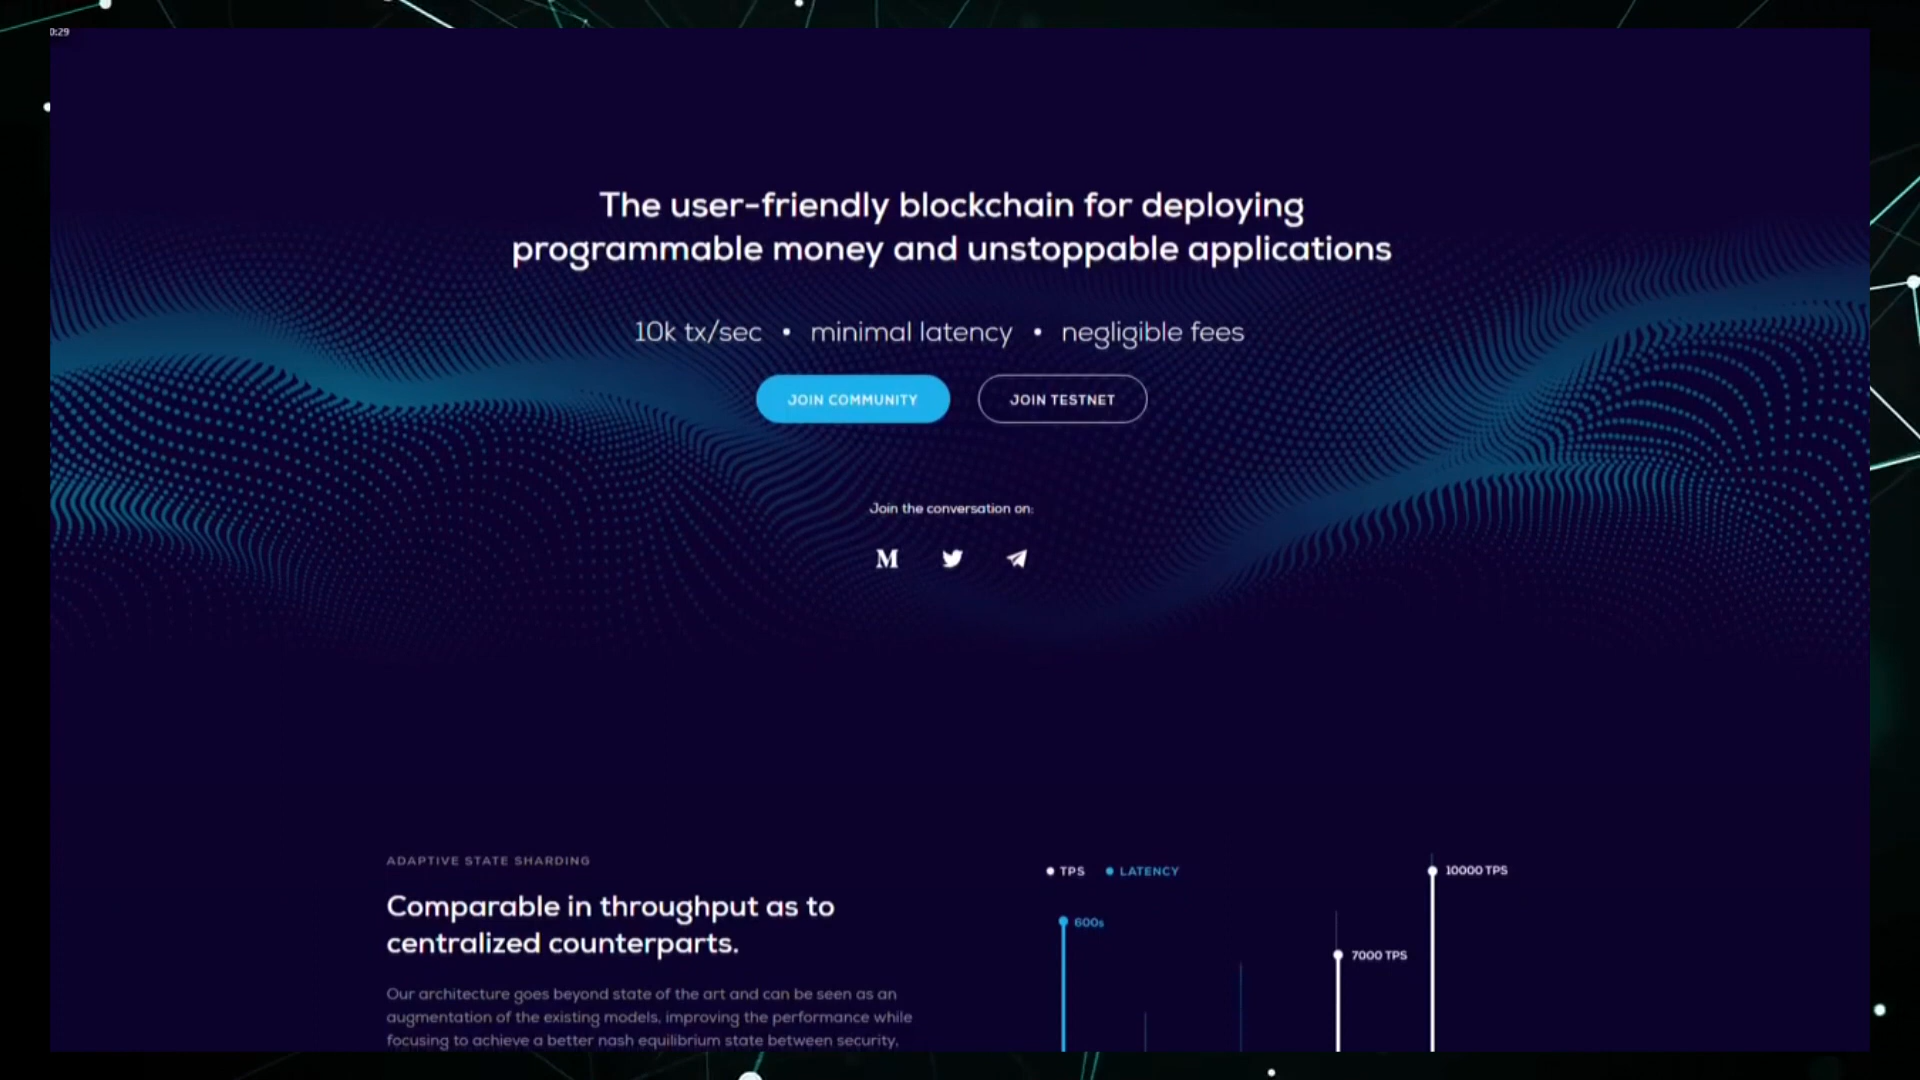 0:29
The user-friendly blockchain for deploying
programmable money and unstoppable applications
10k tx/sec • minimal latency • negligible fees
JOIN COMMUNITY JOIN TESTNET
Join the conversation on:
M
ADAPTIVE STATE SHARDING
Comparable in throughput as to
centralized counterparts.
Our architecture goes beyond state of the art and can be seen as an
augmentation of the existing models, improving the performance while
focusing to achieve a better nash equilibrium state between security,
TPS LATENCY
10000 TPS
600s
7000 TPS